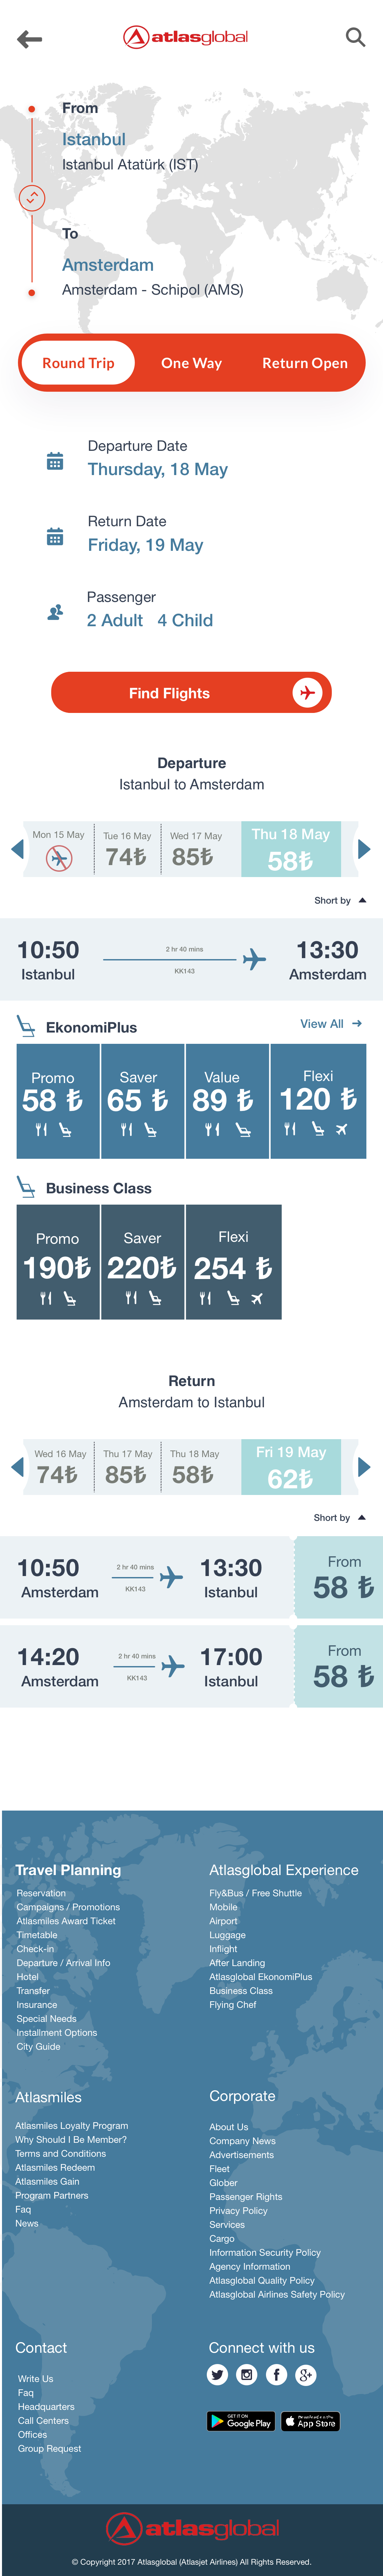 atlasglobal
From
Istanbul
Istanbul Atatürk (IST)
To
Amsterdam
Amsterdam - Schipol (AMS)
Round Trip One Way Return Open
Departure Date
Thursday, 18 May
Return Date
Friday, 19 May
Passenger
2 Adult 4 Child
Find Flights
Departure
Istanbul to Amsterdam
Mon 15 May Tue 16 May Wed 17 May Thu 18 May
74₺ 85₺ 58₺
Short by
10:50 2 hr 40 mins 13:30
Istanbul KK143 Amsterdam
EkonomiPlus View All
Promo Saver Value Flexi
58 ₺ 65 ₺ 89 ₺ 120 ₺
Business Class
Promo Saver Flexi
190₺ 220₺ 254 ₺
Return
Amsterdam to Istanbul
Wed 16 May Thu 17 May Thu 18 May Fri 19 May
74₺ 85₺ 58₺ 62₺
Short by
10:50 2 hr 40 mins 13:30 From
Amsterdam KK143 Istanbul 58 ₺
14:20 2 hr 40 mins 17:00 From
Amsterdam KK143 Istanbul 58 ₺
Travel Planning
Reservation
Campaigns / Promotions
Atlasmiles Award Ticket
Timetable
Check-in
Departure / Arrival Info
Hotel
Transfer
Insurance
Special Needs
Installment Options
City Guide
Atlasglobal Experience
Fly&Bus / Free Shuttle
Mobile
Airport
Luggage
Inflight
After Landing
Atlasglobal EkonomiPlus
Business Class
Flying Chef
Atlasmiles
Atlasmiles Loyalty Program
Why Should I Be Member?
Terms and Conditions
Atlasmiles Redeem
Atlasmiles Gain
Program Partners
Faq
News
Corporate
About Us
Company News
Advertisements
Fleet
Glober
Passenger Rights
Privacy Policy
Services
Cargo
Information Security Policy
Agency Information
Atlasglobal Quality Policy
Atlasglobal Airlines Safety Policy
Contact
Write Us
Faq
Headquarters
Call Centers
Offices
Group Request
Connect with us
GET IT ON
Google Play
App Store
atlasglobal
© Copyright 2017 Atlasglobal (Atlasjet Airlines) All Rights Reserved.